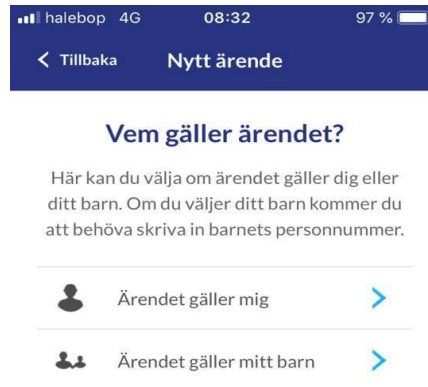 halebop 4G 08:32 97 %
Tillbaka Nytt ärende
Vem gäller ärendet?
Här kan du välja om ärendet gäller dig eller
ditt barn. Om du väljer ditt barn kommer du
att behöva skriva in barnets personnummer.
Ärendet gäller mig
Ärendet gäller mitt barn